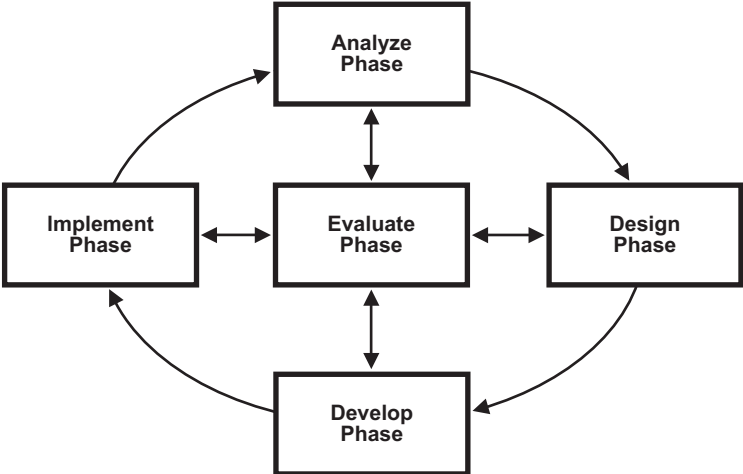 Analyze
Phase
Implement
Phase
Evaluate
Phase
Design
Phase
Develop
Phase